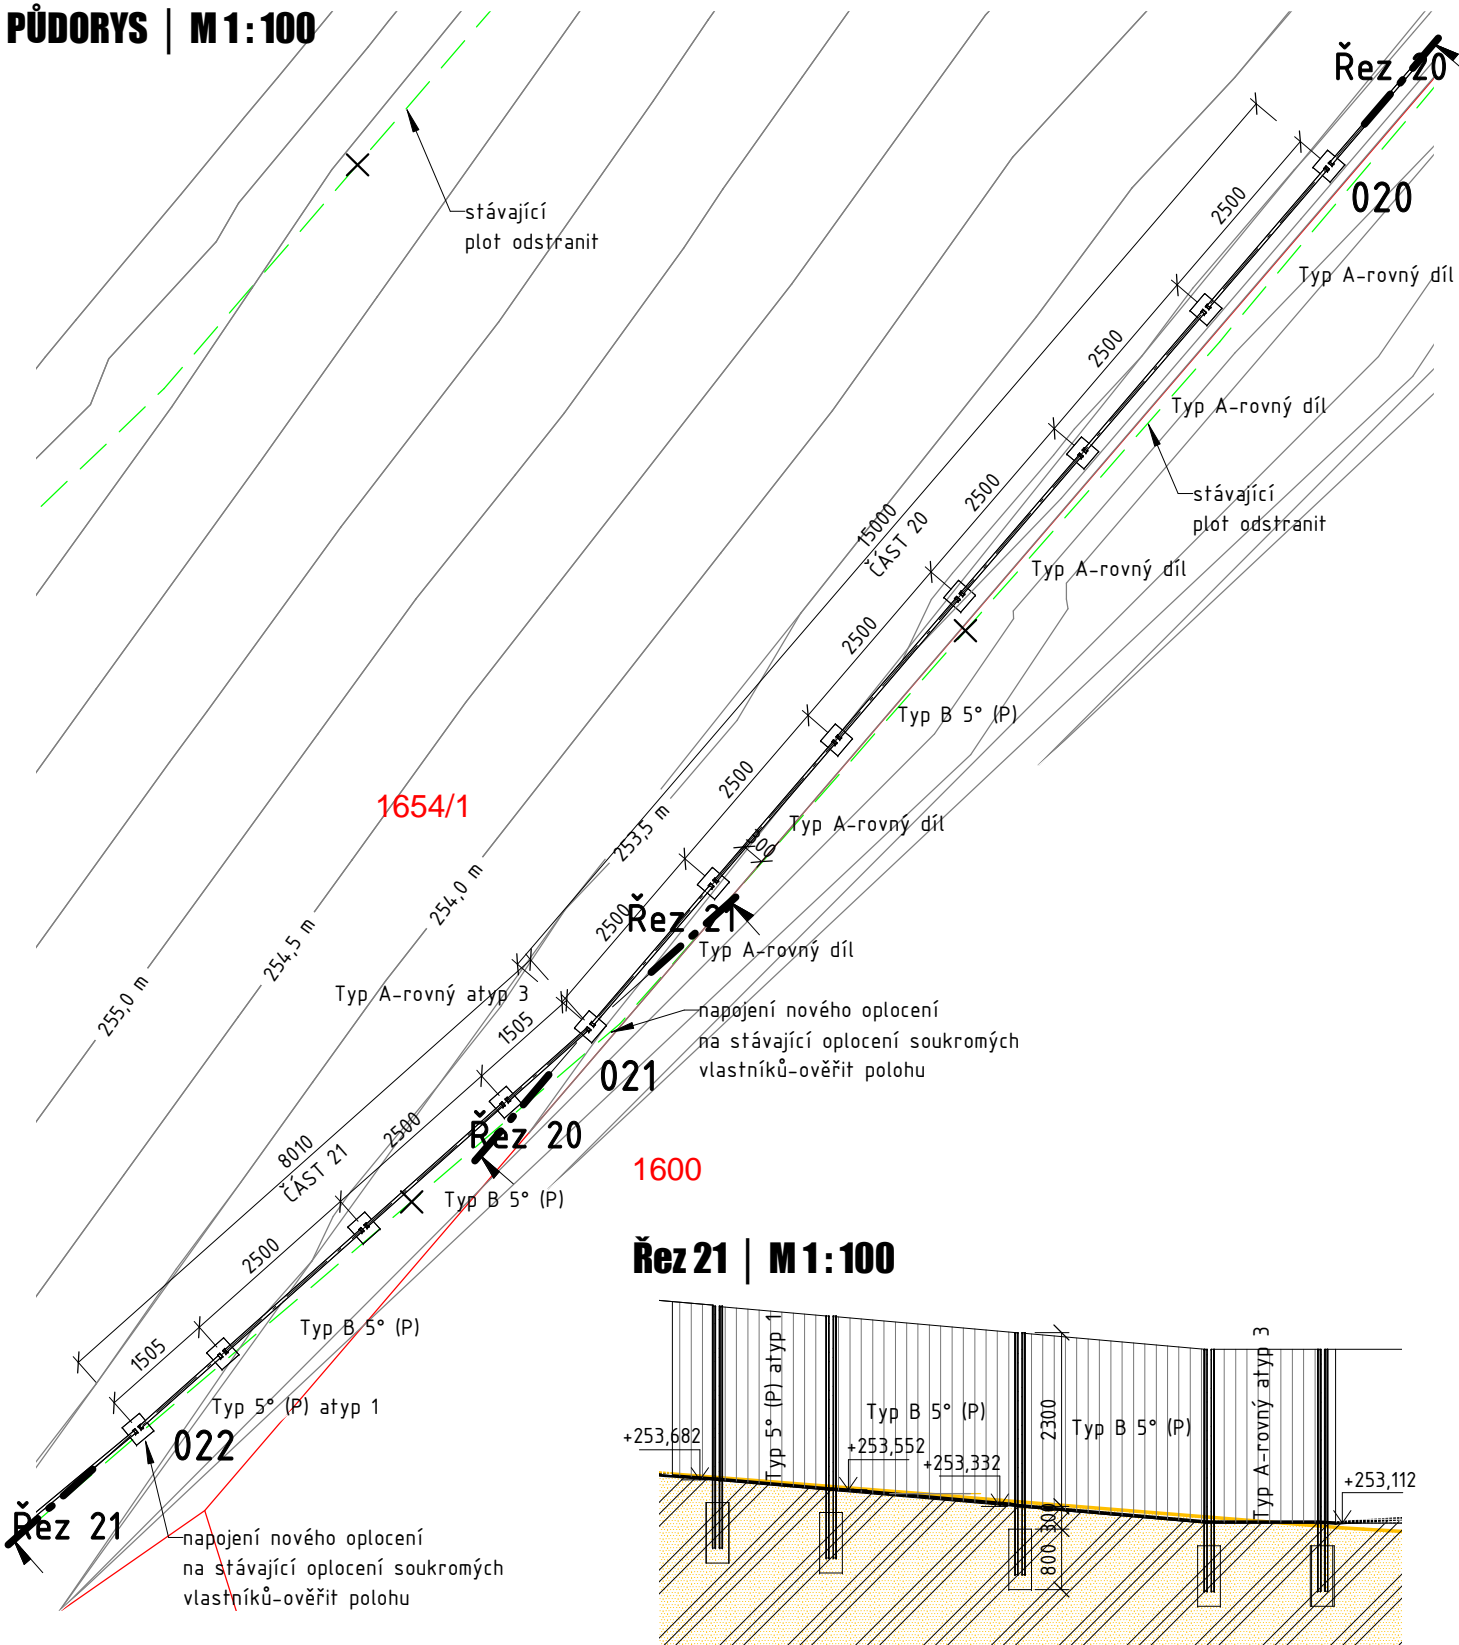 PŮDORYS | M 1 : 100
Řez 20
020
stávající
plot odstranit
2500
Typ A-rovný díl
2500
Typ A-rovný díl
2500
stávající
plot odstranit
15000
ČÁST 20
Typ A-rovný díl
2500
Typ B 5° (P)
2500
1654/1
253,5 m
Typ A-rovný díl
254,0 m
Řez 21
2500
254,5 m
Typ A-rovný díl
255,0 m
Typ A-rovný atyp 3
1505
napojení nového oplocení
na stávající oplocení soukromých
vlastníků-ověřit polohu
021
8010
ČÁST 21
2500
Řez 20
1600
Typ B 5° (P)
2500
Typ B 5° (P)
1505
Typ 5° (P) atyp 1
022
Řez 21
napojení nového oplocení
na stávající oplocení soukromých
vlastníků-ověřit polohu
Řez 21 | M 1 : 100
Typ 5° (P) atyp 1
Typ B 5° (P)
Typ B 5° (P)
Typ A-rovný atyp 3
2300
300
800
+253,682
+253,552
+253,332
+253,112